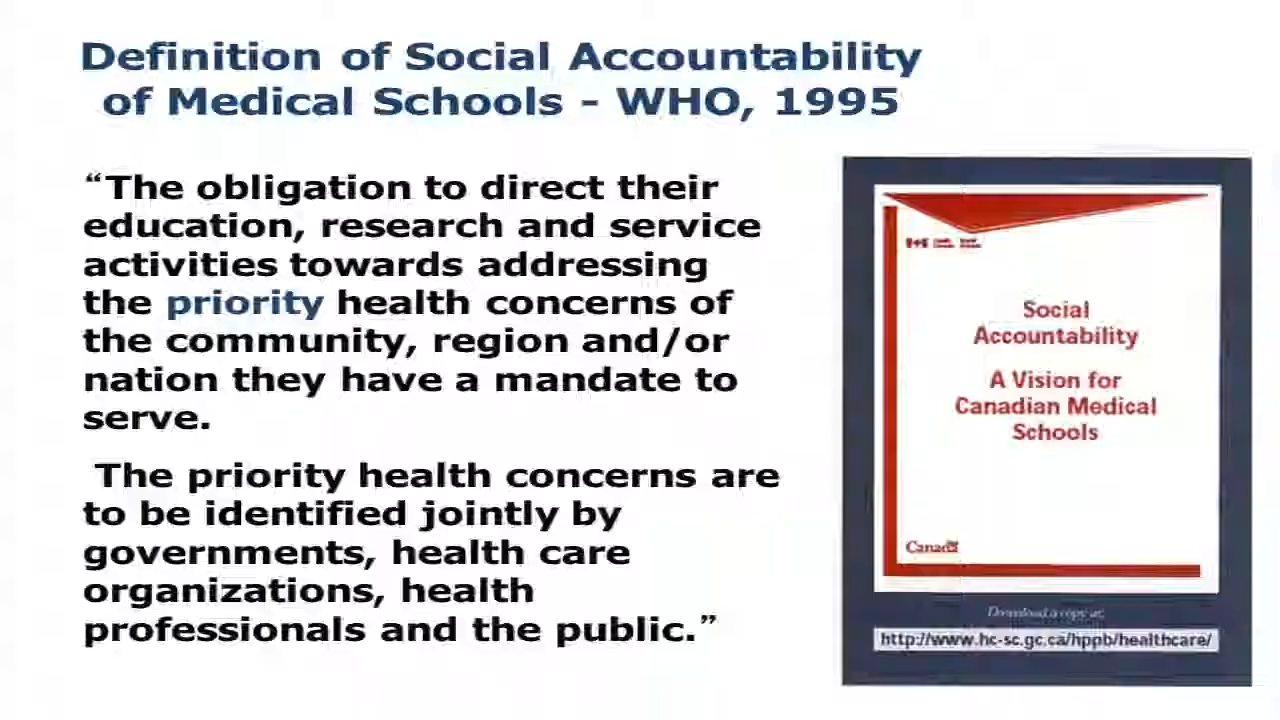 Definition of Social Accountability
of Medical Schools - WHO, 1995
“The obligation to direct their
education, research and service
activities towards addressing
the priority health concerns of
the community, region and/or
nation they have a mandate to
serve.
The priority health concerns are
to be identified jointly by
governments, health care
organizations, health
professionals and the public.”
Social
Accountability
A Vision for
Canadian Medical
Schools
Canada
Download a copy at:
http://www.hc-sc.gc.ca/hppb/healthcare/